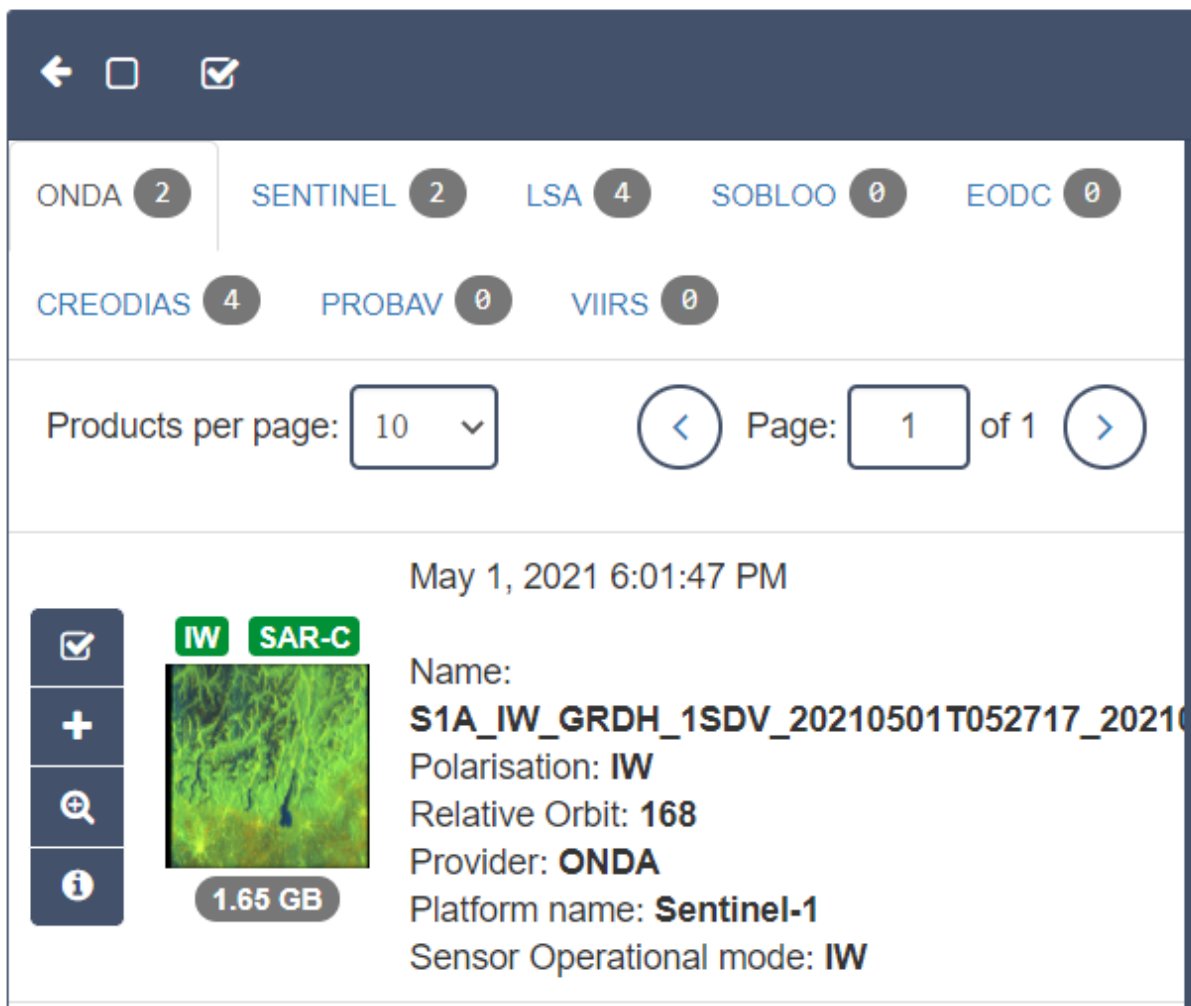 ONDA 2 SENTINEL 2 LSA 4 SOBLOO 0 EODC 0
CREODIAS 4 PROBAV 0 VIIRS 0
Products per page: 10 Page: 1 of 1
May 1, 2021 6:01:47 PM
IW SAR-C
Name:
S1A_IW_GRDH_1SDV_20210501T052717_2021
Polarisation: IW
Relative Orbit: 168
Provider: ONDA
1.65 GB
Platform name: Sentinel-1
Sensor Operational mode: IW